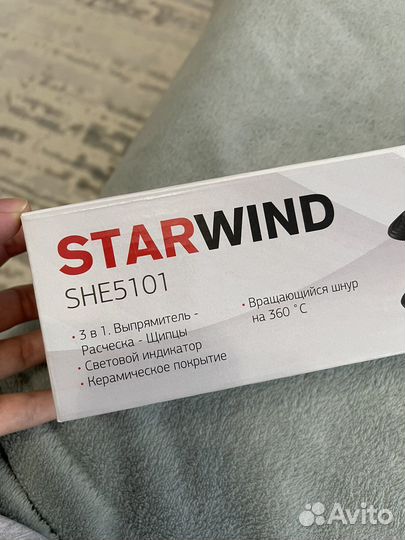 STARWIND
SHE5101
• 3 в 1. Выпрямитель -
Расческа - Щипцы
• Световой индикатор
• Керамическое покрытие
• Вращающийся шнур
на 360 °С
Avito